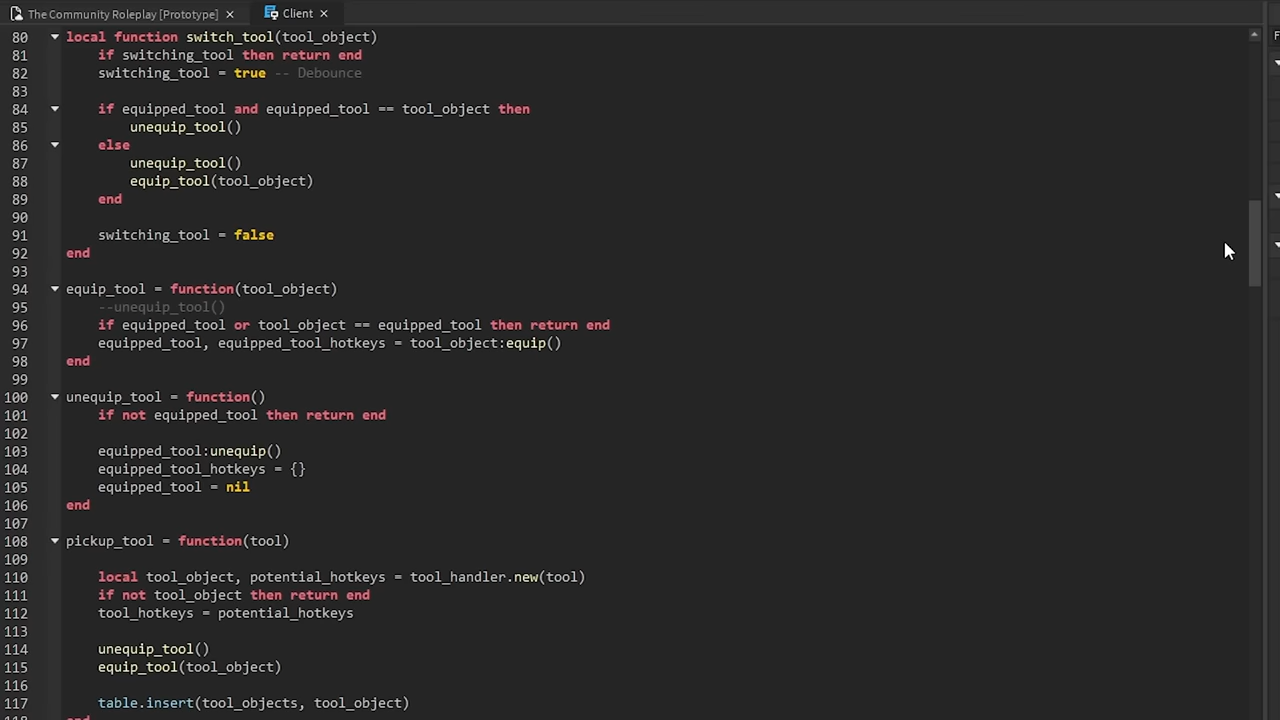 The Community Roleplay [Prototype] × Client ×
80 local function switch_tool(tool_object)
81 if switching_tool then return end
82 switching_tool = true -- Debounce
83
84 if equipped_tool and equipped_tool == tool_object then
85 unequip_tool()
86 else
87 unequip_tool()
88 equip_tool(tool_object)
89 end
90
91 switching_tool = false
92 end
93
94 equip_tool = function(tool_object)
95 --unequip_tool()
96 if equipped_tool or tool_object == equipped_tool then return end
97 equipped_tool, equipped_tool_hotkeys = tool_object:equip()
98 end
99
100 unequip_tool = function()
101 if not equipped_tool then return end
102
103 equipped_tool:unequip()
104 equipped_tool_hotkeys = {}
105 equipped_tool = nil
106 end
107
108 pickup_tool = function(tool)
109
110 local tool_object, potential_hotkeys = tool_handler.new(tool)
111 if not tool_object then return end
112 tool_hotkeys = potential_hotkeys
113
114 unequip_tool()
115 equip_tool(tool_object)
116
117 table.insert(tool_objects, tool_object)
118 end